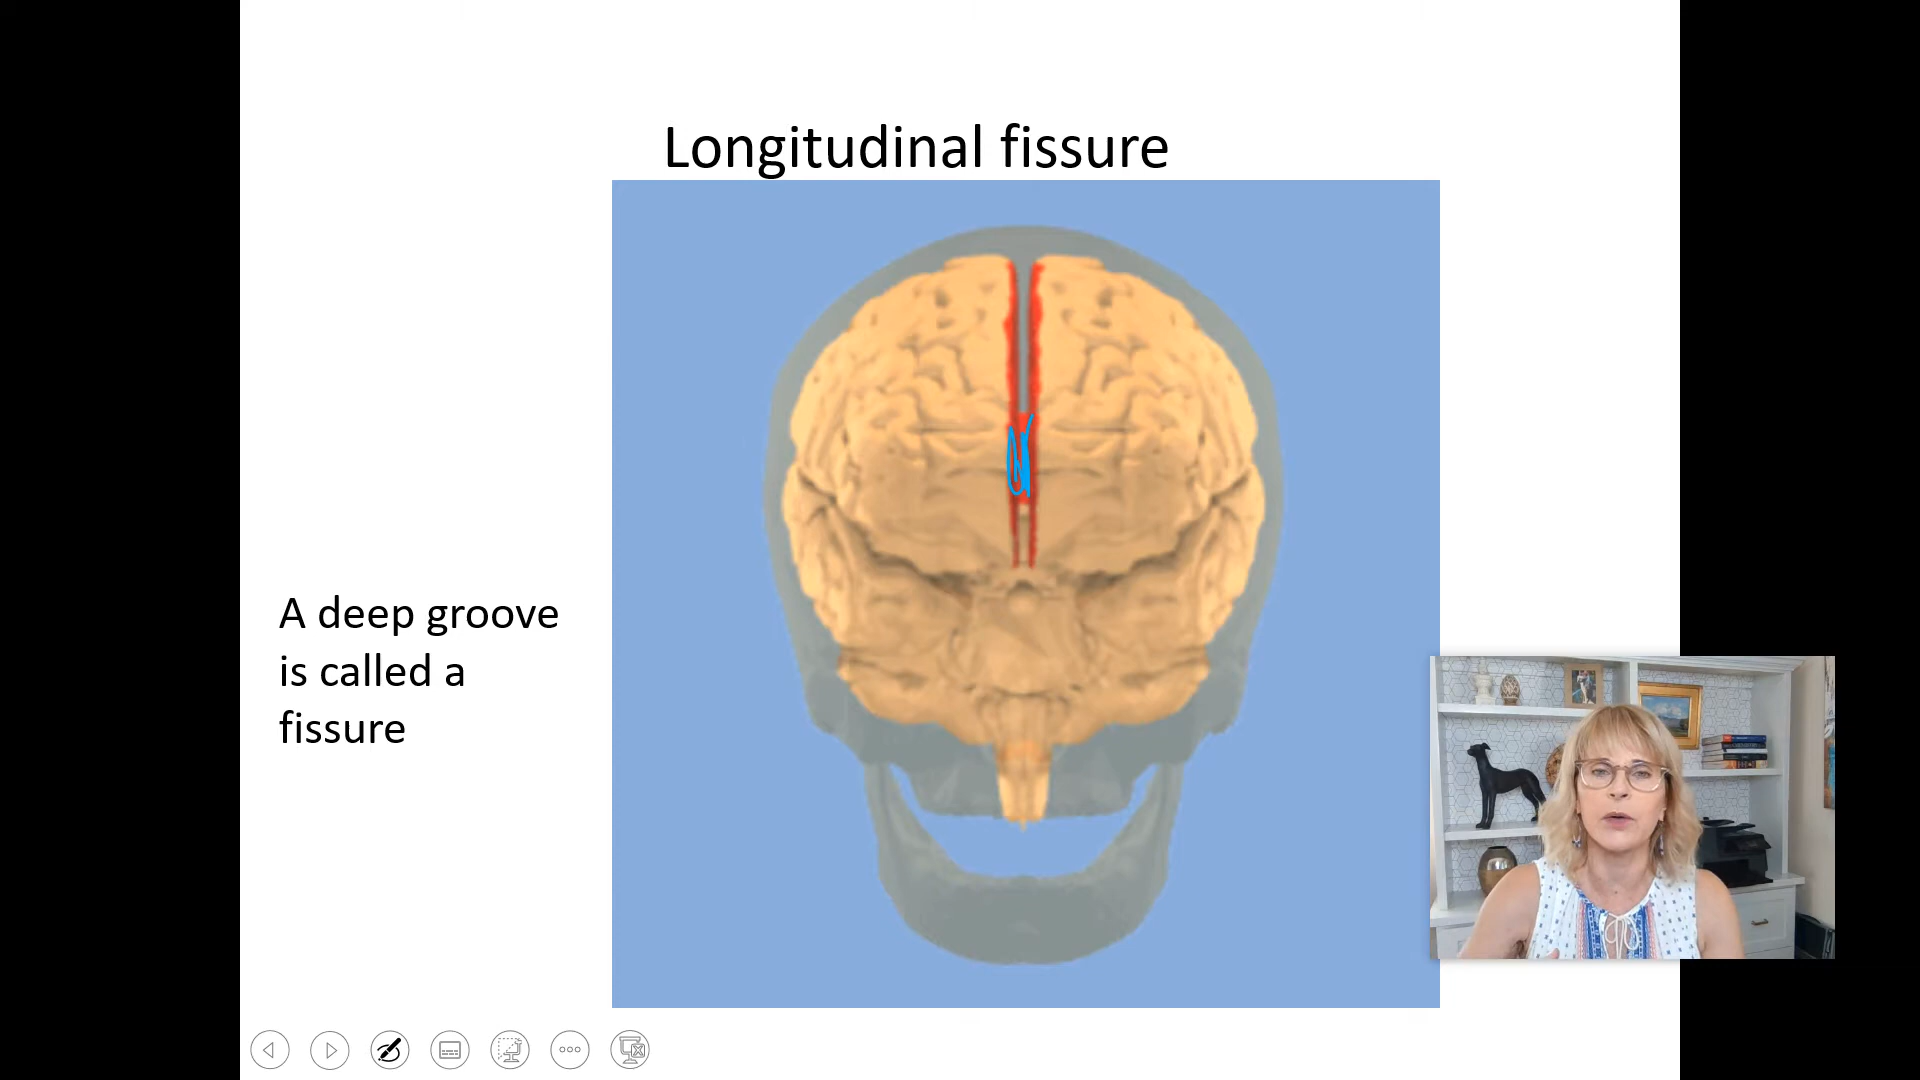 Longitudinal fissure
A deep groove
is called a
fissure